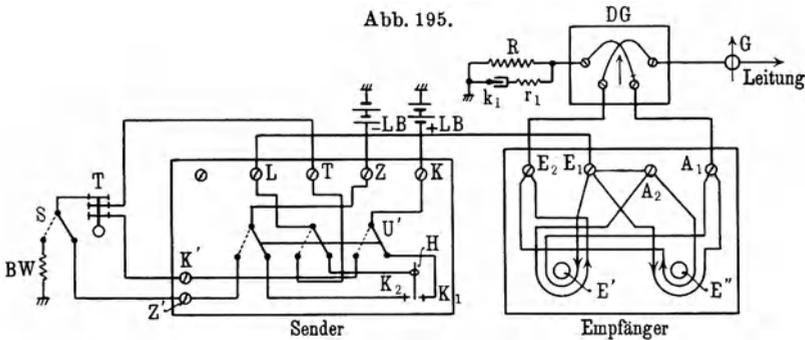 Abb. 195.
DG
R
G
k₁
r₁
Leitung
−LB
+LB
L
T
Z
K
E₂
E₁
A₂
A₁
T
S
U'
H
BW
K'
K₂
K₁
Z'
E'
E"
Sender
Empfänger